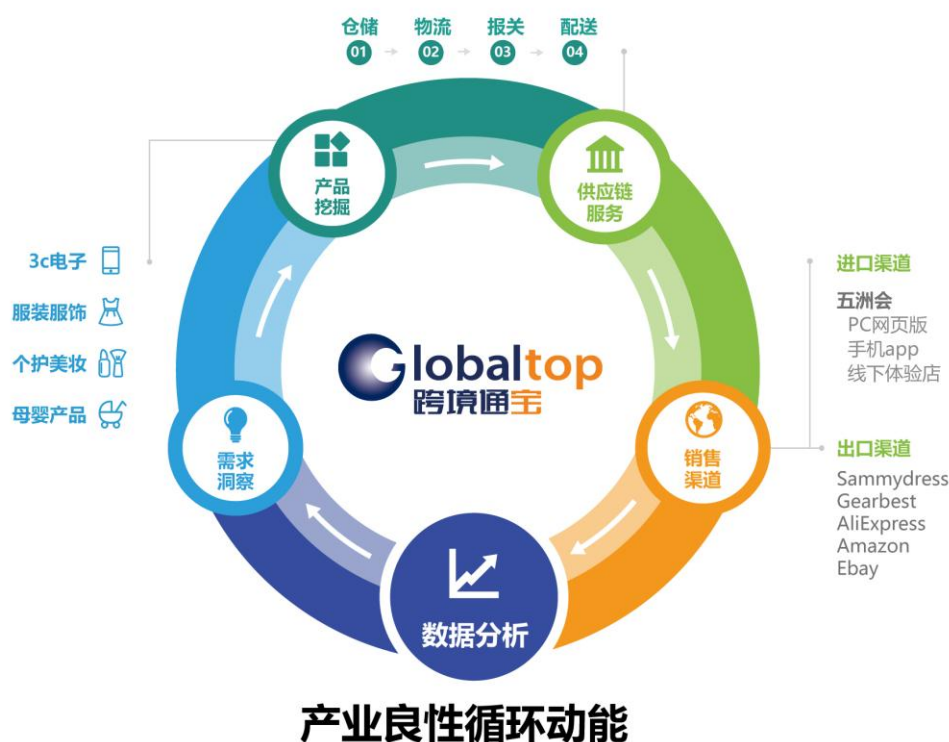 仓储 物流 报关 配送
01 02 03 04
产品
挖掘
供应链
服务
3c电子
服装服饰
个护美妆
母婴产品
进口渠道
五洲会
PC网页版
手机app
线下体验店
Globaltop
跨境通宝
需求
洞察
销售
渠道
出口渠道
Sammydress
Gearbest
AliExpress
Amazon
Ebay
数据分析
产业良性循环动能